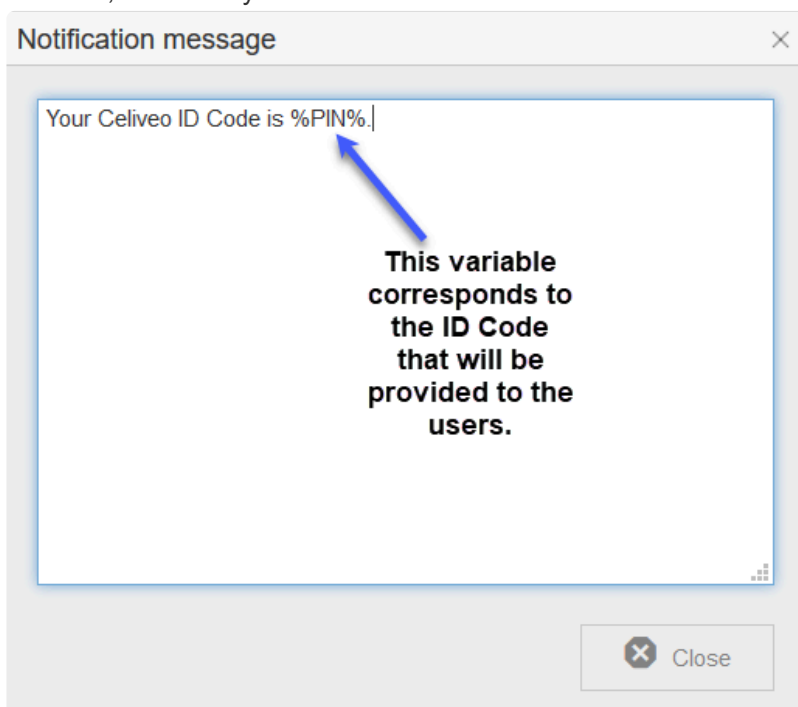 Notification message
Your Celiveo ID Code is %PIN%.
This variable
corresponds to
the ID Code
that will be
provided to the
users.
Close